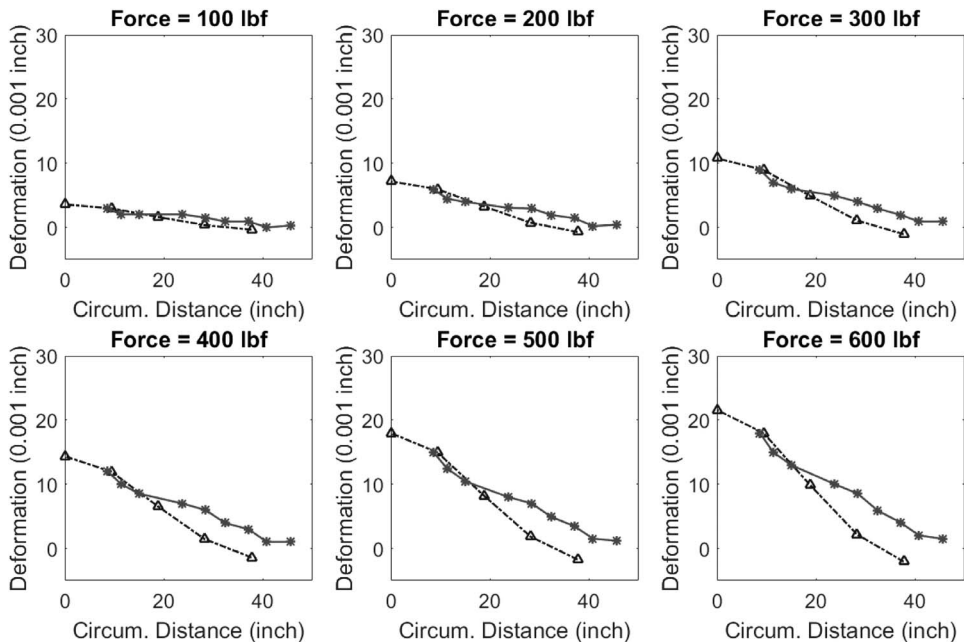 Force = 100 lbf
Deformation (0.001 inch)
30
20
10
0
0
20
40
Circum. Distance (inch)
Force = 200 lbf
Deformation (0.001 inch)
30
20
10
0
0
20
40
Circum. Distance (inch)
Force = 300 lbf
Deformation (0.001 inch)
30
20
10
0
0
20
40
Circum. Distance (inch)
Force = 400 lbf
Deformation (0.001 inch)
30
20
10
0
0
20
40
Circum. Distance (inch)
Force = 500 lbf
Deformation (0.001 inch)
30
20
10
0
0
20
40
Circum. Distance (inch)
Force = 600 lbf
Deformation (0.001 inch)
30
20
10
0
0
20
40
Circum. Distance (inch)